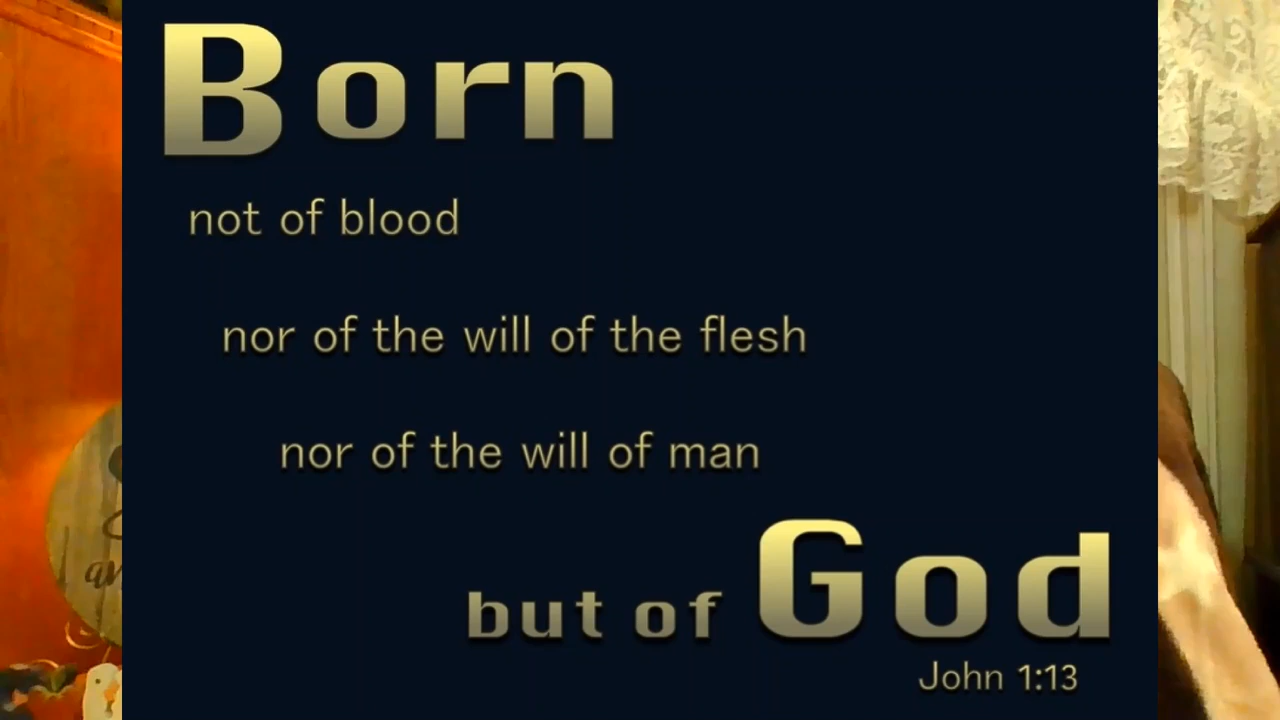 Born
not of blood
nor of the will of the flesh
nor of the will of man
but of God
John 1:13